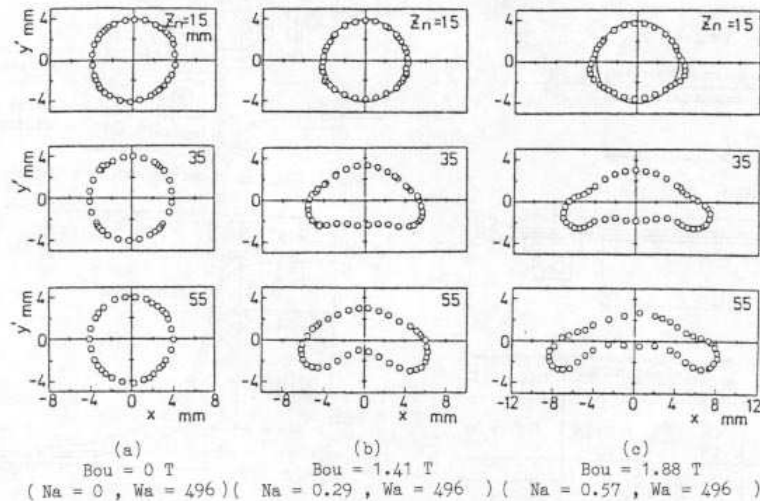 Zn=15
mm
Zn=15
Zn=15
y' mm
4
0
-4
35
35
35
y' mm
4
0
-4
55
55
55
y' mm
4
0
-4
-8 -4 0 4 8
x mm
-8 -4 0 4 8
x mm
-12 -8 -4 0 4 8 12
x mm
(a) (b) (c)
Bou = 0 T Bou = 1.41 T Bou = 1.88 T
( Na = 0 , Wa = 496 )( Na = 0.29 , Wa = 496 )( Na = 0.57 , Wa = 496 )